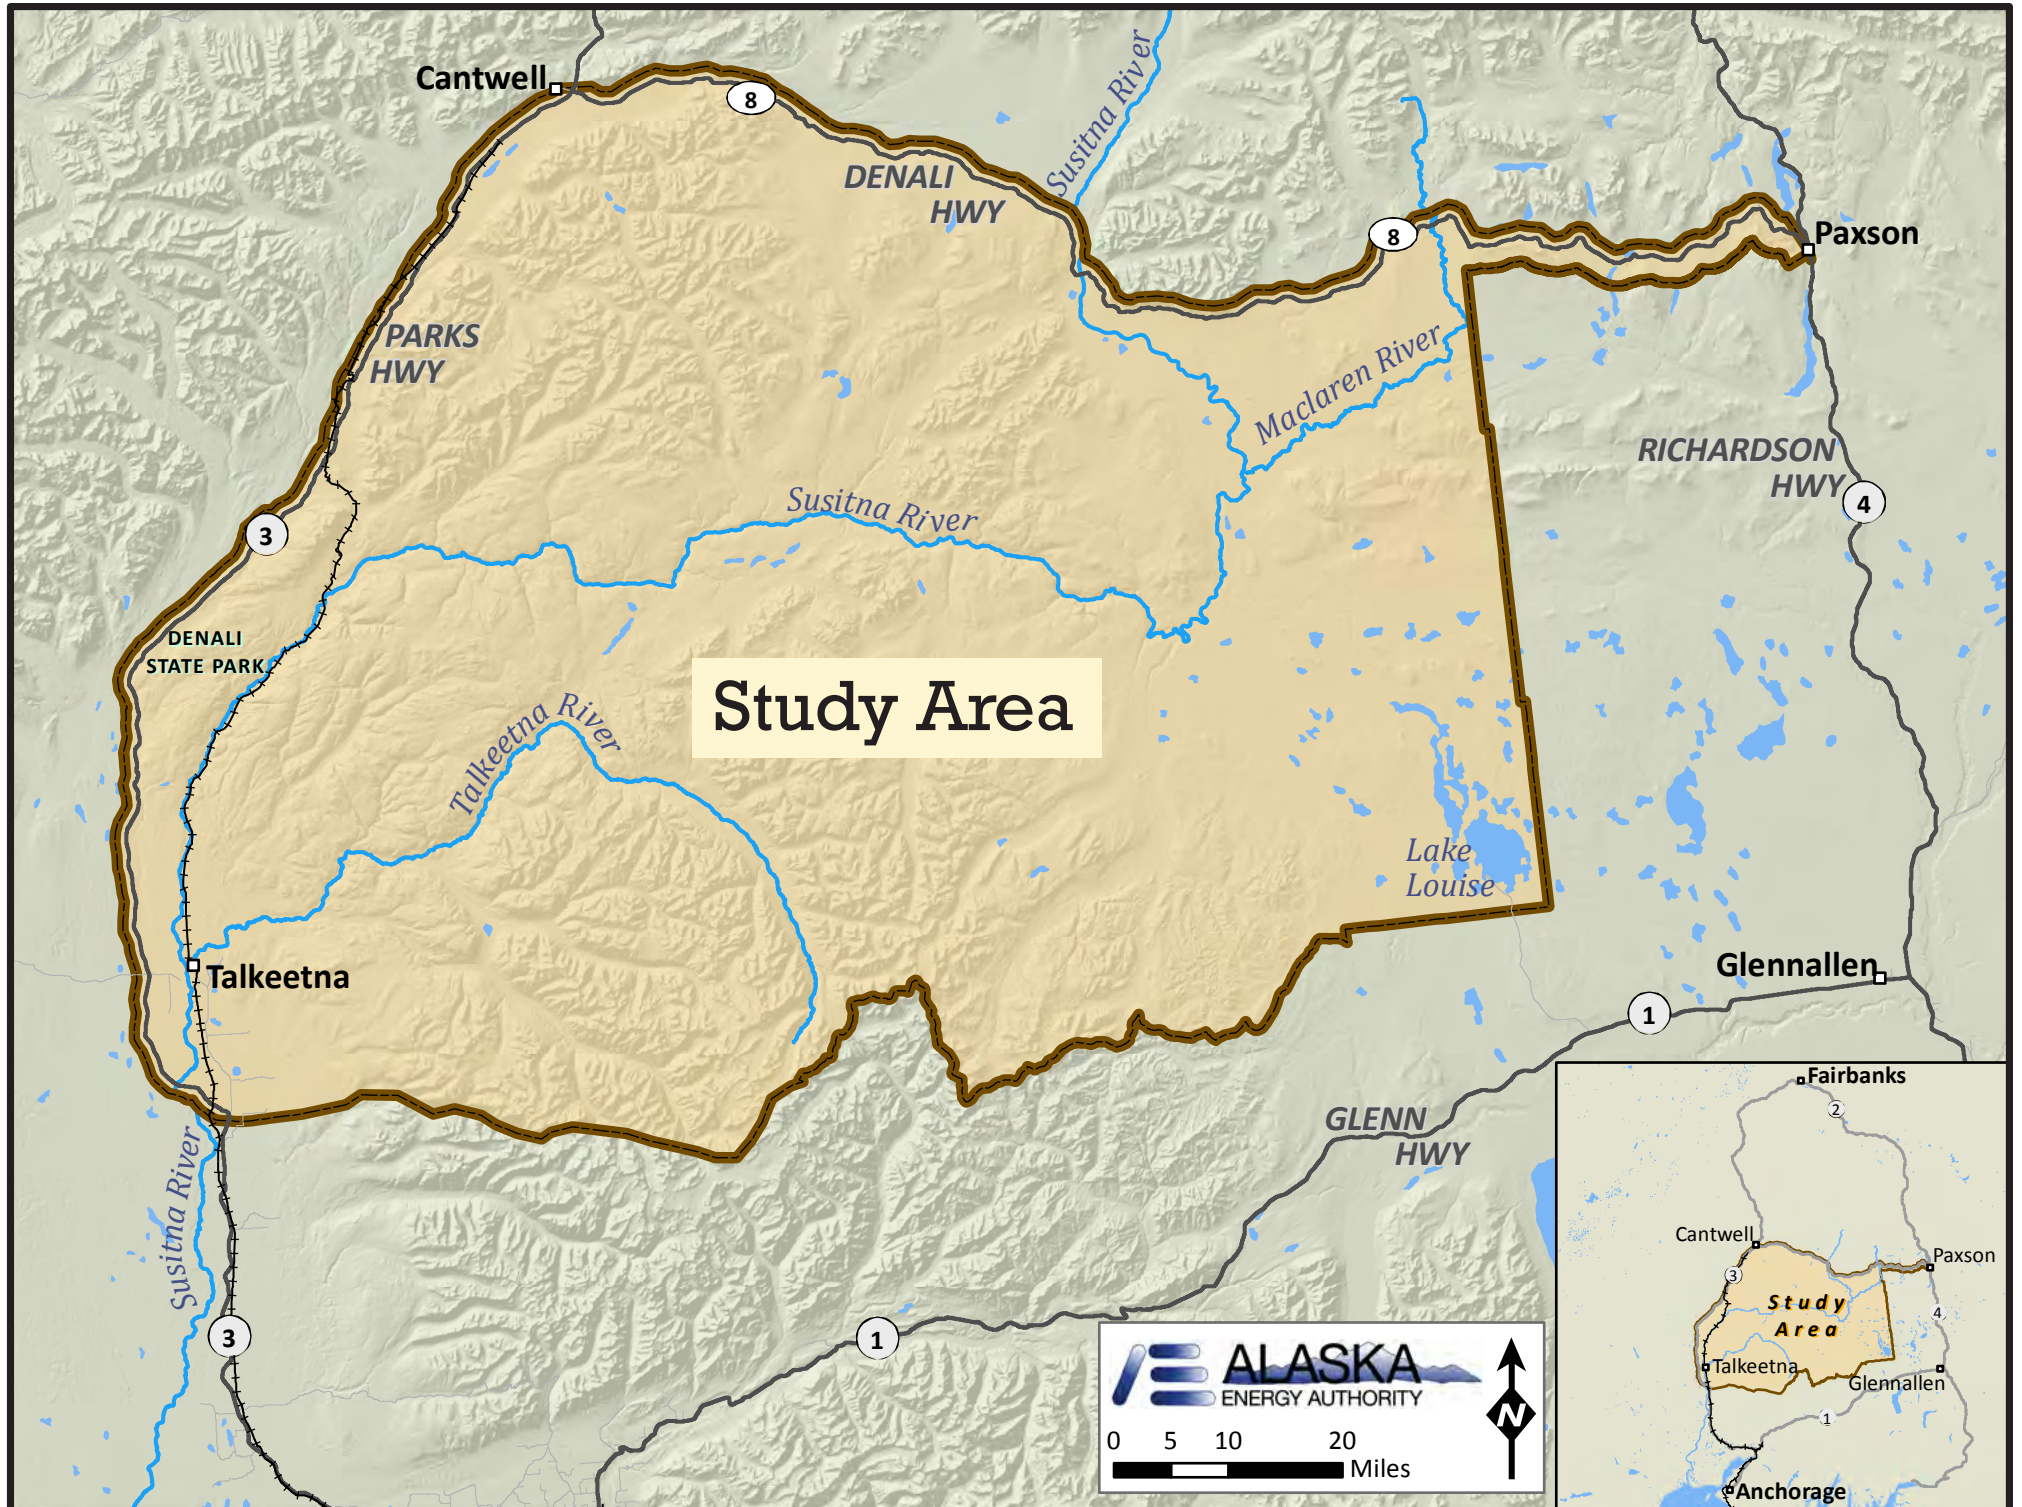 Cantwell
8
Susitna River
DENALI
HWY
8
Paxson
PARKS
HWY
Maclaren River
RICHARDSON
HWY
4
Susitna River
3
DENALI
STATE PARK
Study Area
Talkeetna River
Lake
Louise
Talkeetna
Glennallen
1
GLENN
HWY
Susitna River
3
1
ALASKA
ENERGY AUTHORITY
N
0 5 10 20
Miles
Fairbanks
2
Cantwell
Paxson
3
Study
Area
4
Talkeetna
Glennallen
1
Anchorage